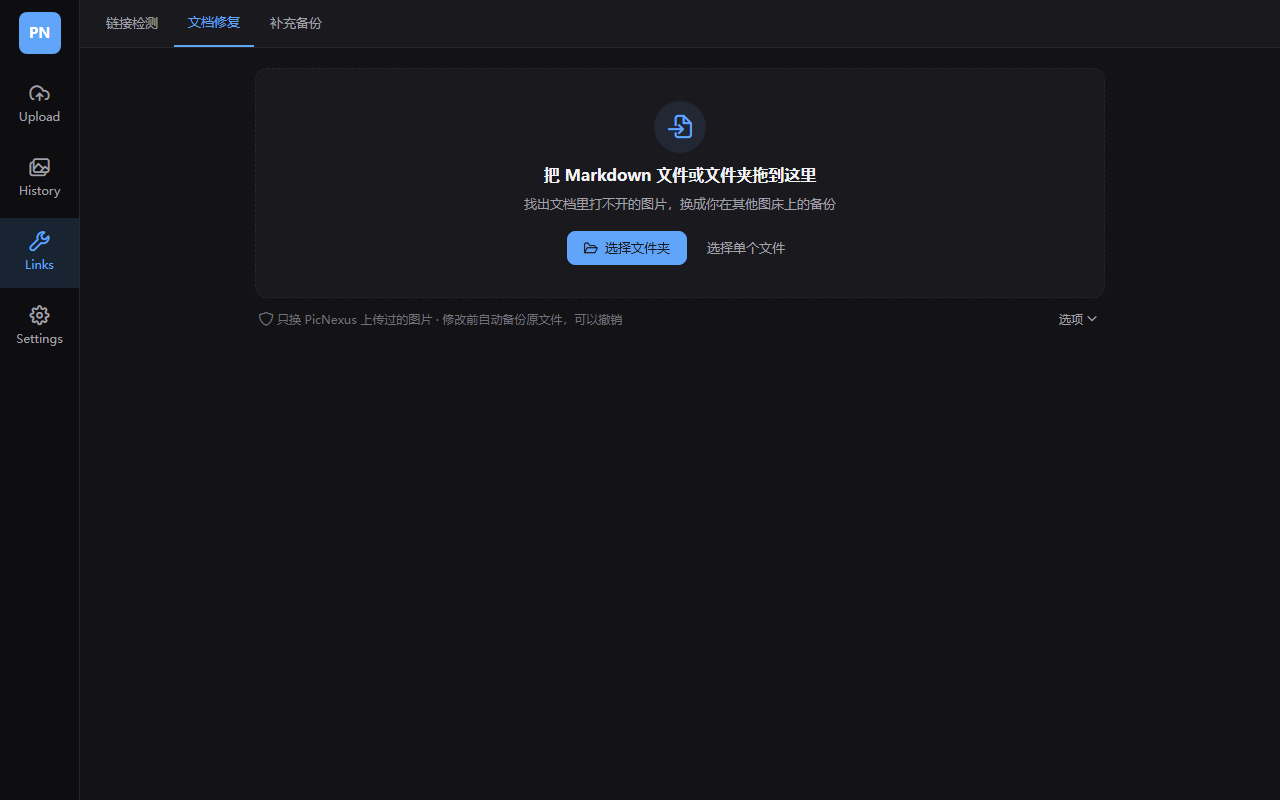 PN
Upload
History
Links
Settings
链接检测
文档修复
补充备份
把 Markdown 文件或文件夹拖到这里
找出文档里打不开的图片，换成你在其他图床上的备份
选择文件夹
选择单个文件
只换 PicNexus 上传过的图片 · 修改前自动备份原文件，可以撤销
选项